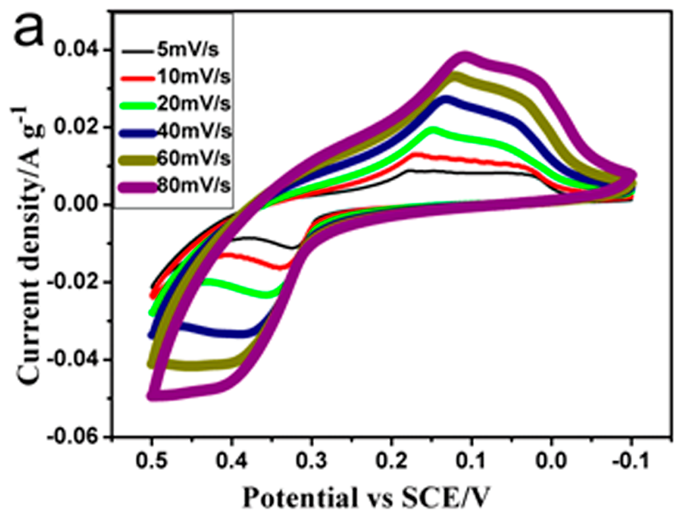 a
5mV/s
10mV/s
20mV/s
40mV/s
60mV/s
80mV/s
Current density/A g⁻¹
0.04
0.02
0.00
-0.02
-0.04
-0.06
0.5 0.4 0.3 0.2 0.1 0.0 -0.1
Potential vs SCE/V